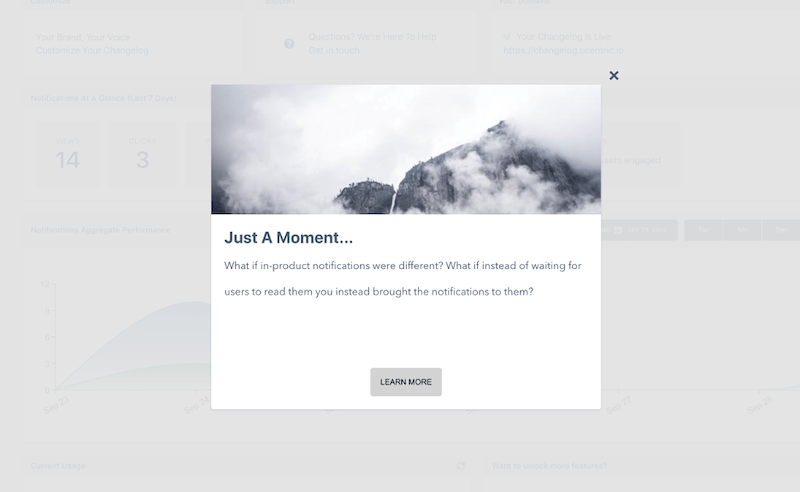 Customize
Support
Your Brand, Your Voice
Customize Your Changelog
Questions? We're Here To Help
Get in touch
Your Changelog Is Live
https://changelog.ucentric.io
Notifications At A Glance (Last 7 Days)
VIEWS
14
CLICKS
3
users engaged
Just A Moment...
What if in-product notifications were different? What if instead of waiting for
users to read them you instead brought the notifications to them?
LEARN MORE
Notifications Aggregate Performance
12
9
6
3
0
Sep 23
Sep 24
Sep 27
Sep 28
Current Usage
Want to unlock more features?